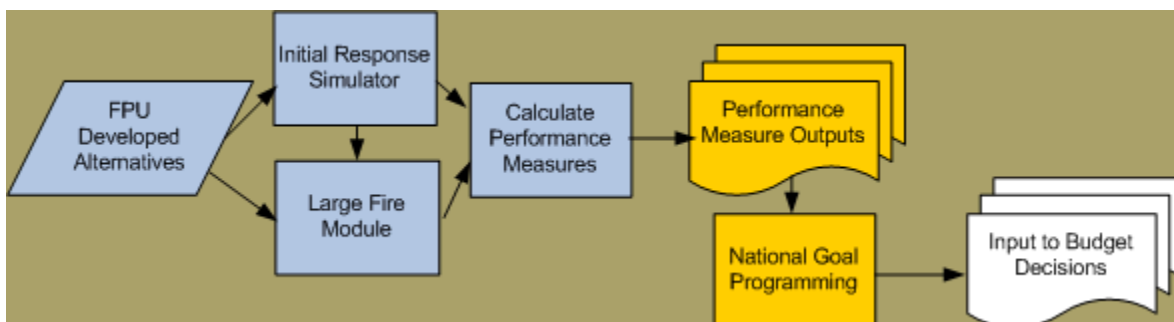 FPU
Developed
Alternatives
Initial Response
Simulator
Large Fire
Module
Calculate
Performance
Measures
Performance
Measure Outputs
National Goal
Programming
Input to Budget
Decisions